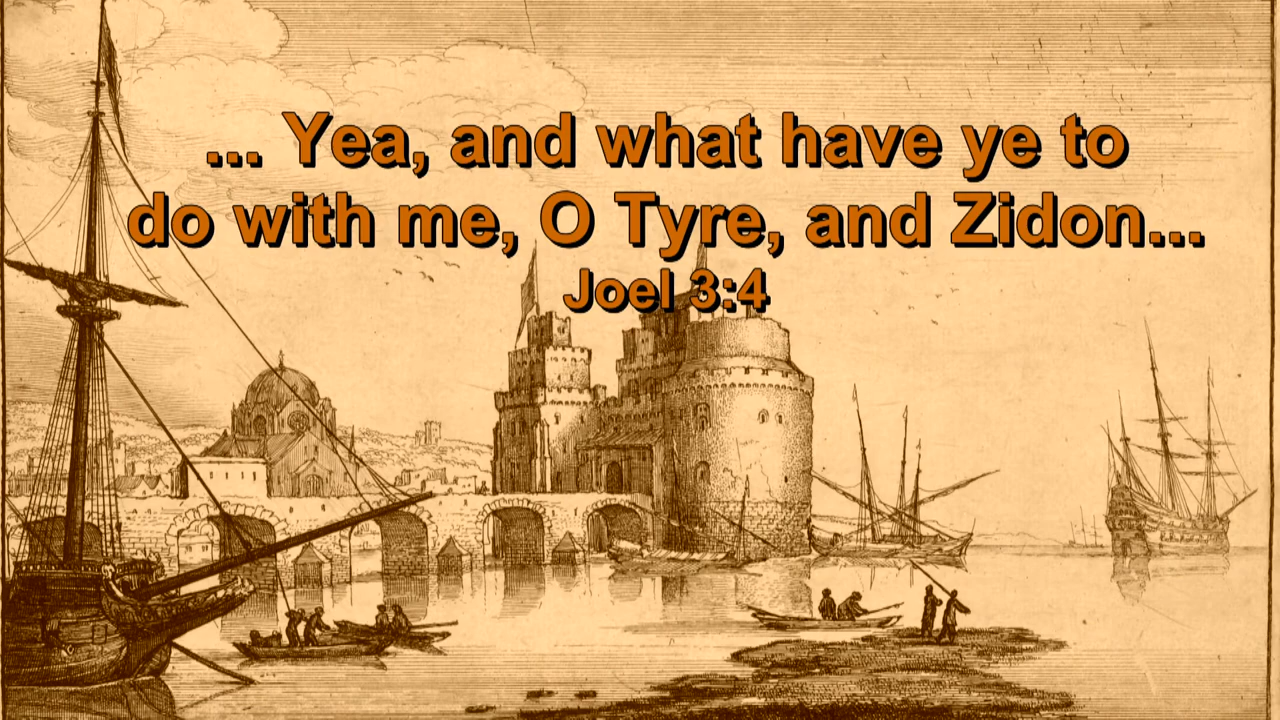 ... Yea, and what have ye to
do with me, O Tyre, and Zidon...
Joel 3:4